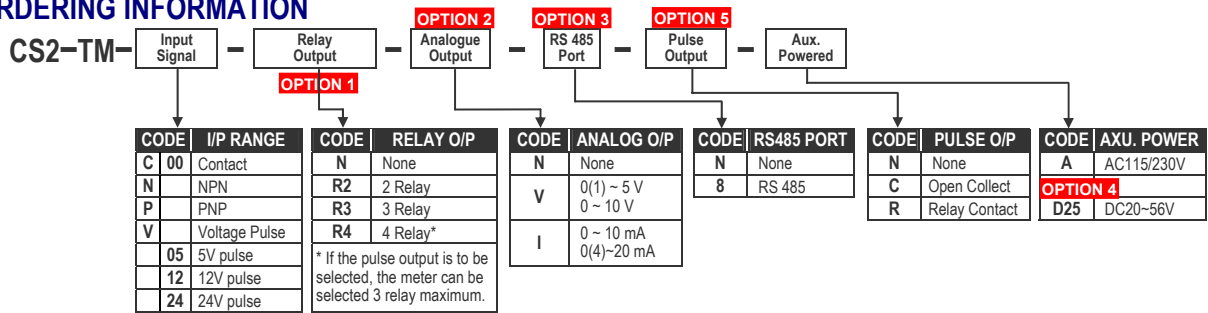 RDERING INFORMATION
OPTION 2 OPTION 3 OPTION 5
CS2-TM- Input Signal - Relay Output - Analogue Output - RS 485 Port - Pulse Output - Aux. Powered
OPTION 1
CODE I/P RANGE
C 00 Contact
N NPN
P PNP
V Voltage Pulse
05 5V pulse
12 12V pulse
24 24V pulse
CODE RELAY O/P
N None
R2 2 Relay
R3 3 Relay
R4 4 Relay*
* If the pulse output is to be
selected, the meter can be
selected 3 relay maximum.
CODE ANALOG O/P
N None
V 0(1) ~ 5 V
0 ~ 10 V
I 0 ~ 10 mA
0(4)~20 mA
CODE RS485 PORT
N None
8 RS 485
CODE PULSE O/P
N None
C Open Collect
R Relay Contact
CODE AXU. POWER
A AC115/230V
OPTION 4
D25 DC20~56V